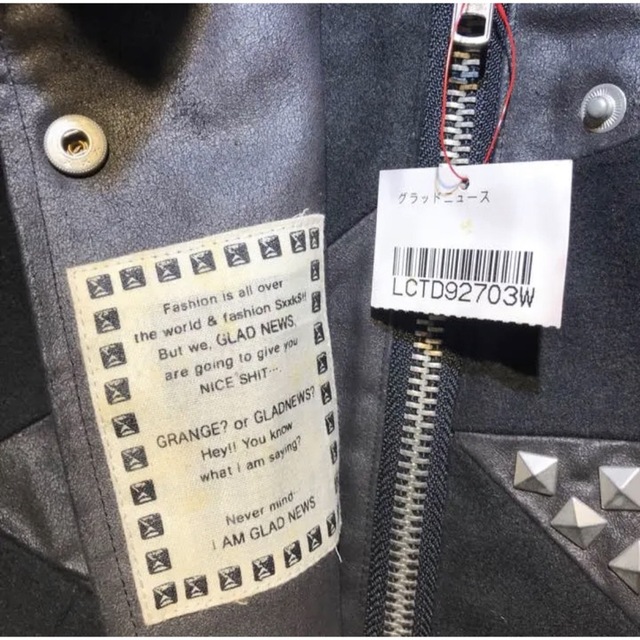 Fashion is all over
the world & fashion Sxxk$!!
But we, GLAD NEWS,
are going to give you
NICE SHIT...
GRANGE? or GLADNEWS?
Hey!! You know
what I am saying?
Never mind..
I AM GLAD NEWS
グラッドニュース
LCTD92703W